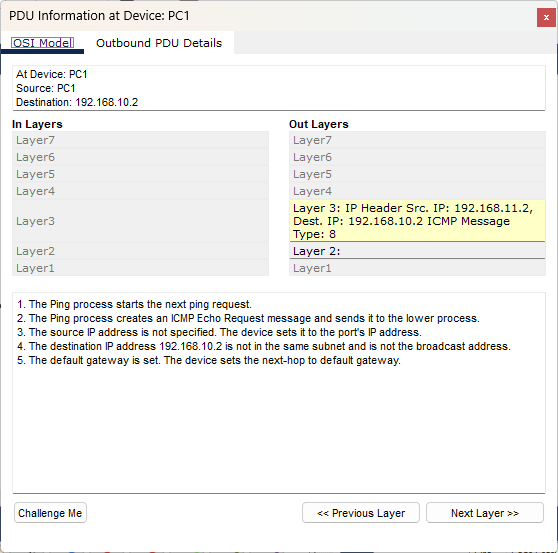 PDU Information at Device: PC1
x
OSI Model Outbound PDU Details
At Device: PC1
Source: PC1
Destination: 192.168.10.2
In Layers
Layer7
Layer6
Layer5
Layer4
Layer3
Layer2
Layer1
Out Layers
Layer7
Layer6
Layer5
Layer4
Layer 3: IP Header Src. IP: 192.168.11.2,
Dest. IP: 192.168.10.2 ICMP Message
Type: 8
Layer 2:
Layer1
1. The Ping process starts the next ping request.
2. The Ping process creates an ICMP Echo Request message and sends it to the lower process.
3. The source IP address is not specified. The device sets it to the port's IP address.
4. The destination IP address 192.168.10.2 is not in the same subnet and is not the broadcast address.
5. The default gateway is set. The device sets the next-hop to default gateway.
Challenge Me << Previous Layer Next Layer >>